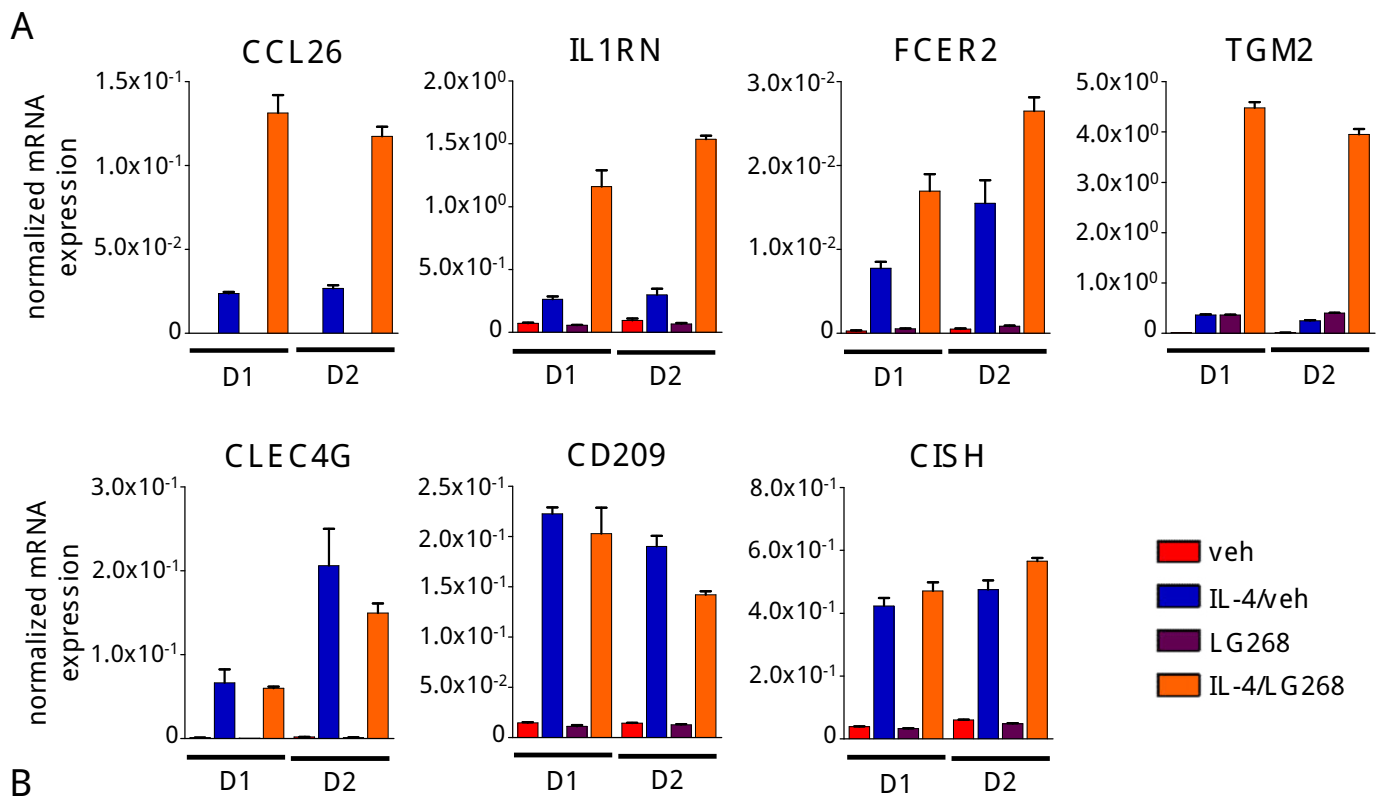 A
CCL26
IL1RN
FCER2
TGM2
normalized mRNA
expression
1.5x10⁻¹
1.0x10⁻¹
5.0x10⁻²
0
D1
D2
2.0x10⁰
1.5x10⁰
1.0x10⁰
5.0x10⁻¹
0
D1
D2
3.0x10⁻²
2.0x10⁻²
1.0x10⁻²
0
D1
D2
5.0x10⁰
4.0x10⁰
3.0x10⁰
2.0x10⁰
1.0x10⁰
0
D1
D2
CLEC4G
CD209
CISH
normalized mRNA
expression
3.0x10⁻¹
2.0x10⁻¹
1.0x10⁻¹
0
D1
D2
2.5x10⁻¹
2.0x10⁻¹
1.5x10⁻¹
1.0x10⁻¹
5.0x10⁻²
0
D1
D2
8.0x10⁻¹
6.0x10⁻¹
4.0x10⁻¹
2.0x10⁻¹
0
D1
D2
veh
IL-4/veh
LG268
IL-4/LG268
B